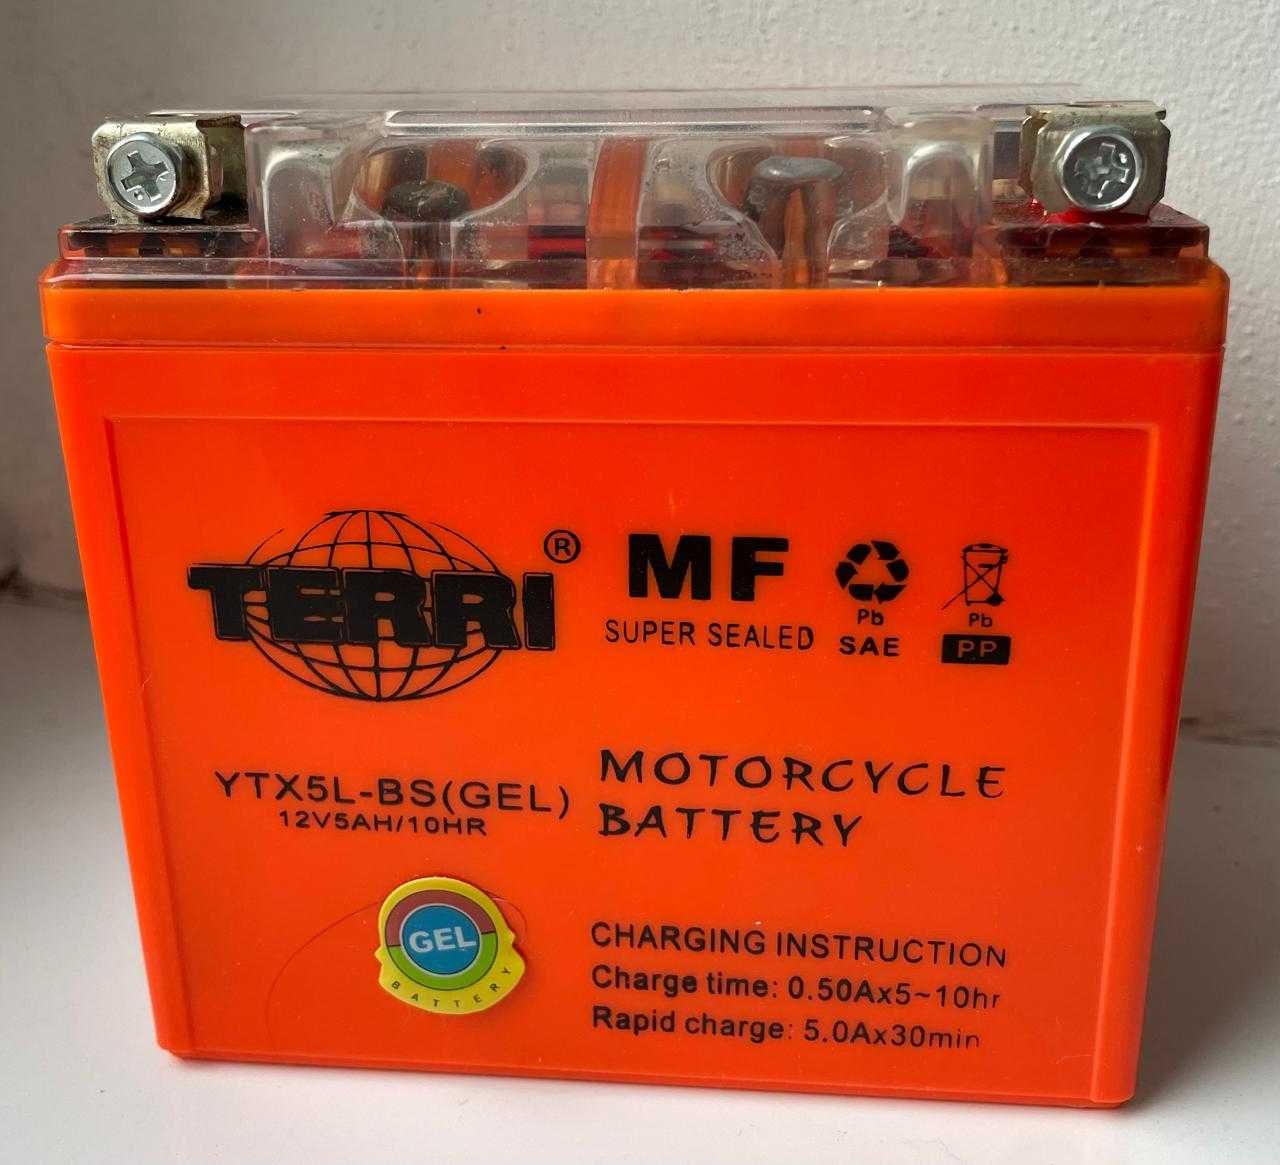 TERRI®
MF
SUPER SEALED
Pb
SAE
Pb
PP
YTX5L-BS(GEL)
12V5AH/10HR
MOTORCYCLE
BATTERY
GEL
BATTERY
CHARGING INSTRUCTION
Charge time: 0.50Ax5~10hr
Rapid charge: 5.0Ax30min